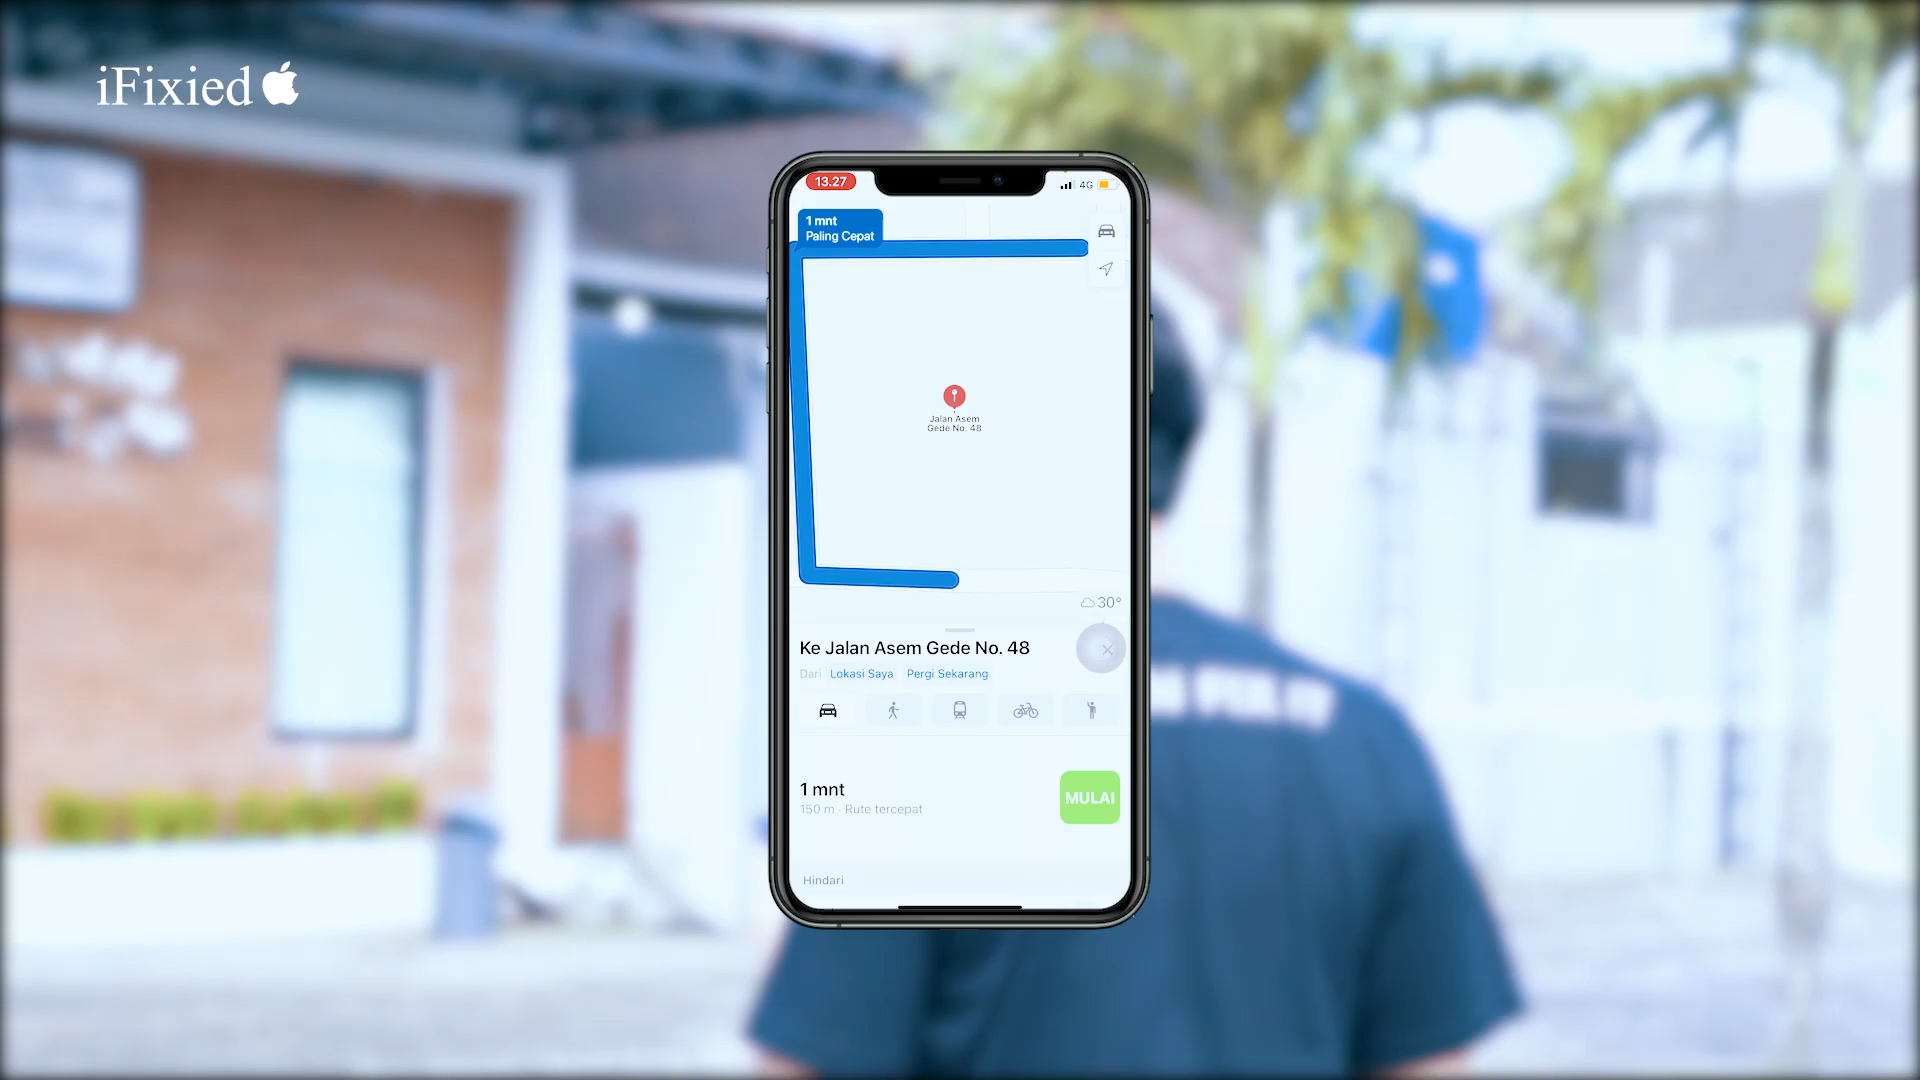 iFixied
13.27
4G
1 mnt
Paling Cepat
Jalan Asem
Gede No. 48
30°
Ke Jalan Asem Gede No. 48
Dari Lokasi Saya Pergi Sekarang
1 mnt
150 m · Rute tercepat
MULAI
Hindari